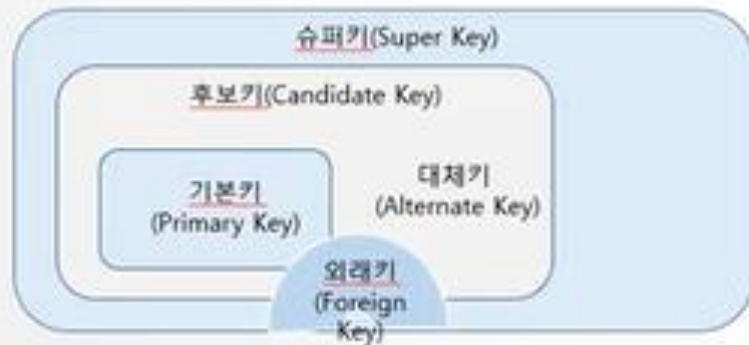 슈퍼키(Super Key)
후보키(Candidate Key)
기본키
(Primary Key)
대체키
(Alternate Key)
외래키
(Foreign
Key)